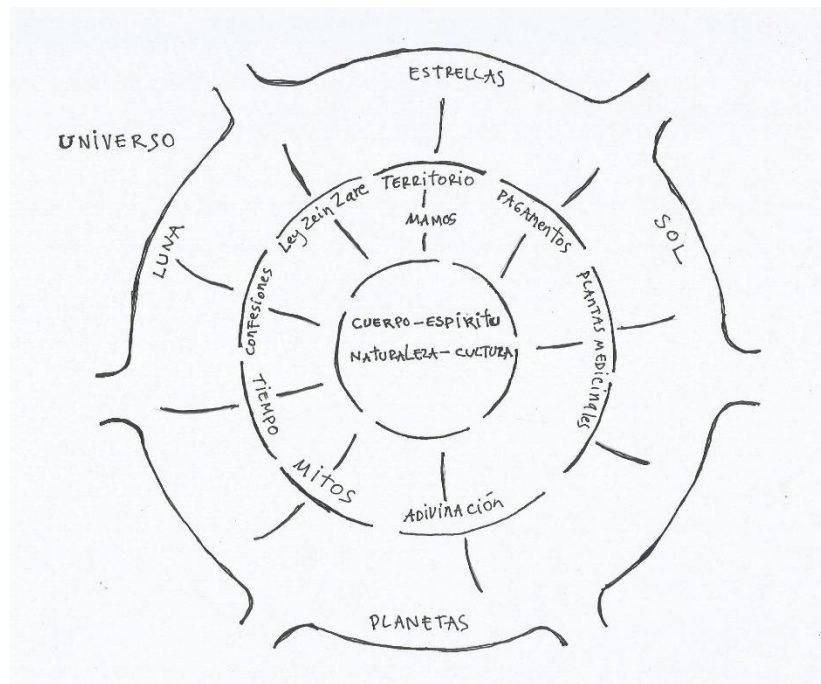 ESTRELLAS
UNIVERSO
LUNA
SOL
Ley Zein Zare
TERRITORIO
PAGAMENTOS
MAMOS
CONFESIONES
PLANTAS MEDICINALES
CUERPO-ESPÍRITU
NATURALEZA-CULTURA
TIEMPO
MITOS
ADIVINACIÓN
PLANETAS